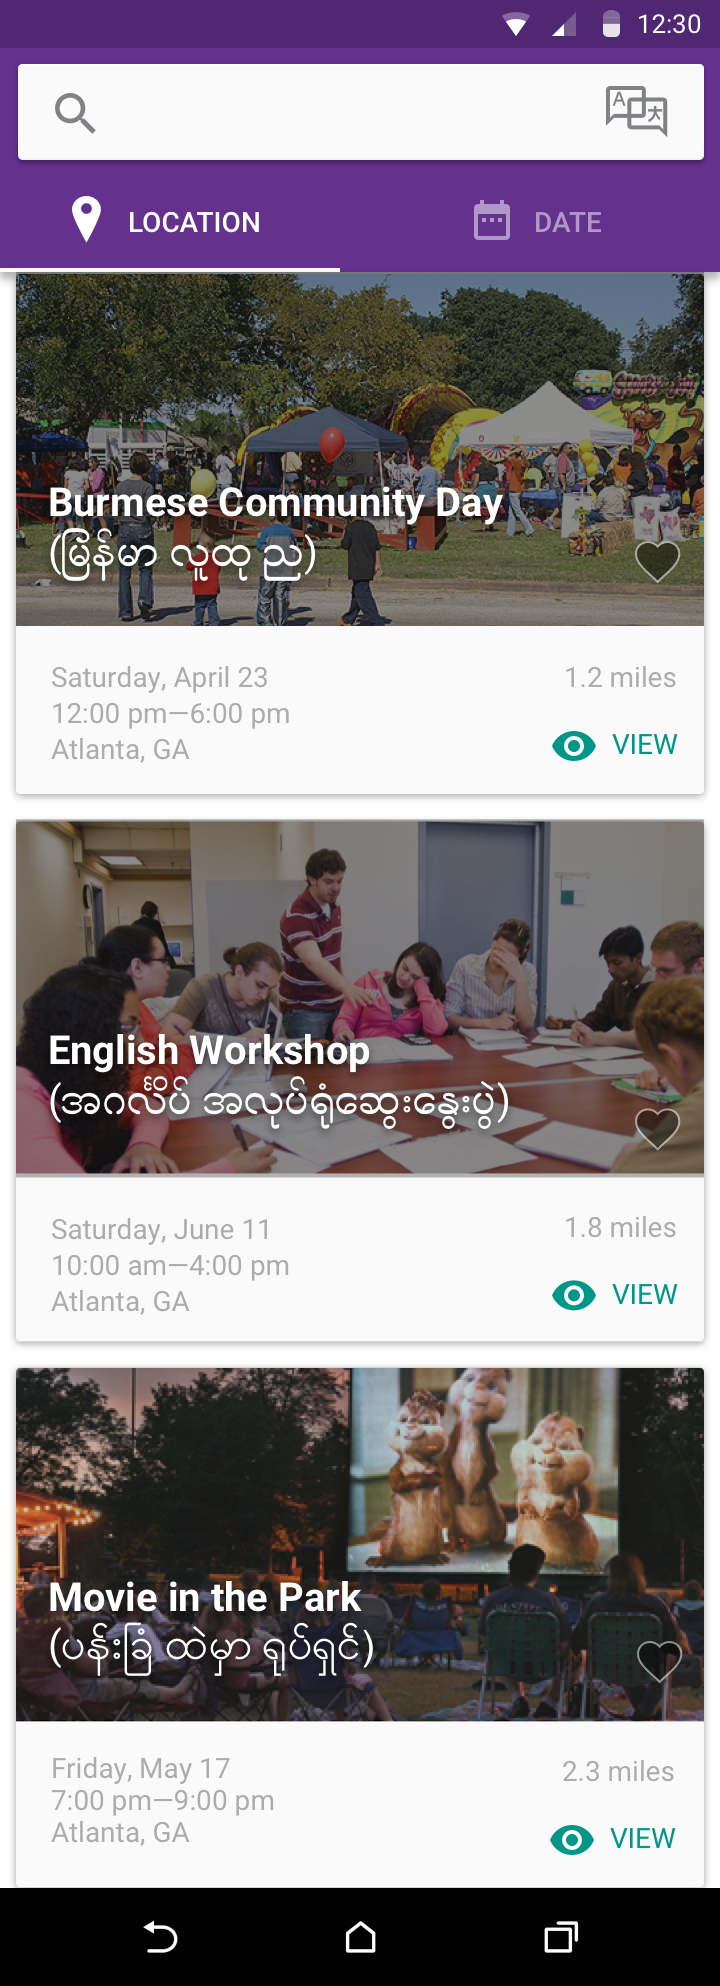 12:30
A 大
LOCATION
DATE
Burmese Community Day
(မြန်မာ လူထု ည)
Saturday, April 23
1.2 miles
12:00 pm—6:00 pm
Atlanta, GA
VIEW
English Workshop
(အင်္ဂလိပ် အလုပ်ရုံဆွေးနွေးပွဲ)
Saturday, June 11
1.8 miles
10:00 am—4:00 pm
Atlanta, GA
VIEW
Movie in the Park
(ပန်းခြံ ထဲမှာ ရုပ်ရှင်)
Friday, May 17
2.3 miles
7:00 pm—9:00 pm
Atlanta, GA
VIEW